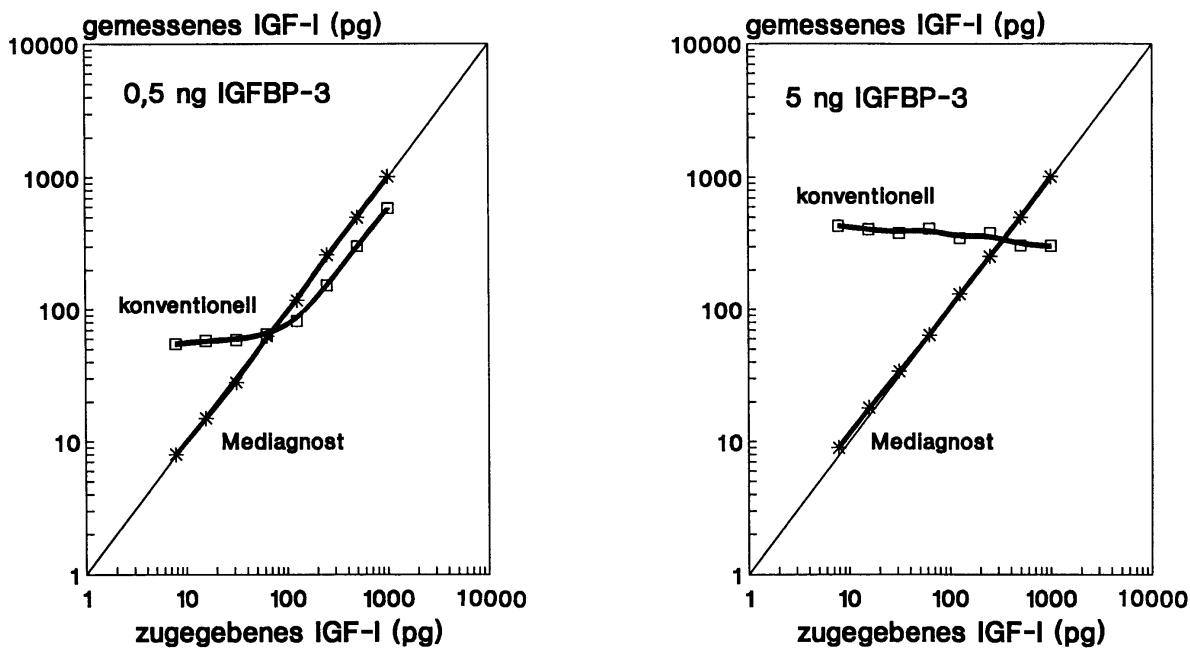 gemessenes IGF-I (pg)
10000
0,5 ng IGFBP-3
1000
konventionell
100
10
Mediagnost
1
1 10 100 1000 10000
zugegebenes IGF-I (pg)
gemessenes IGF-I (pg)
10000
5 ng IGFBP-3
1000
konventionell
100
10
Mediagnost
1
1 10 100 1000 10000
zugegebenes IGF-I (pg)